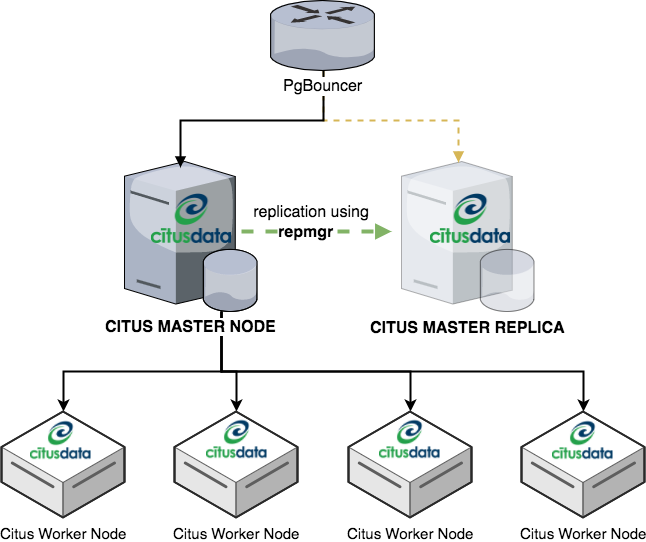 PgBouncer
citusdata
replication using
repmgr
citusdata
CITUS MASTER NODE
CITUS MASTER REPLICA
citusdata
citusdata
citusdata
citusdata
Citus Worker Node
Citus Worker Node
Citus Worker Node
Citus Worker Node